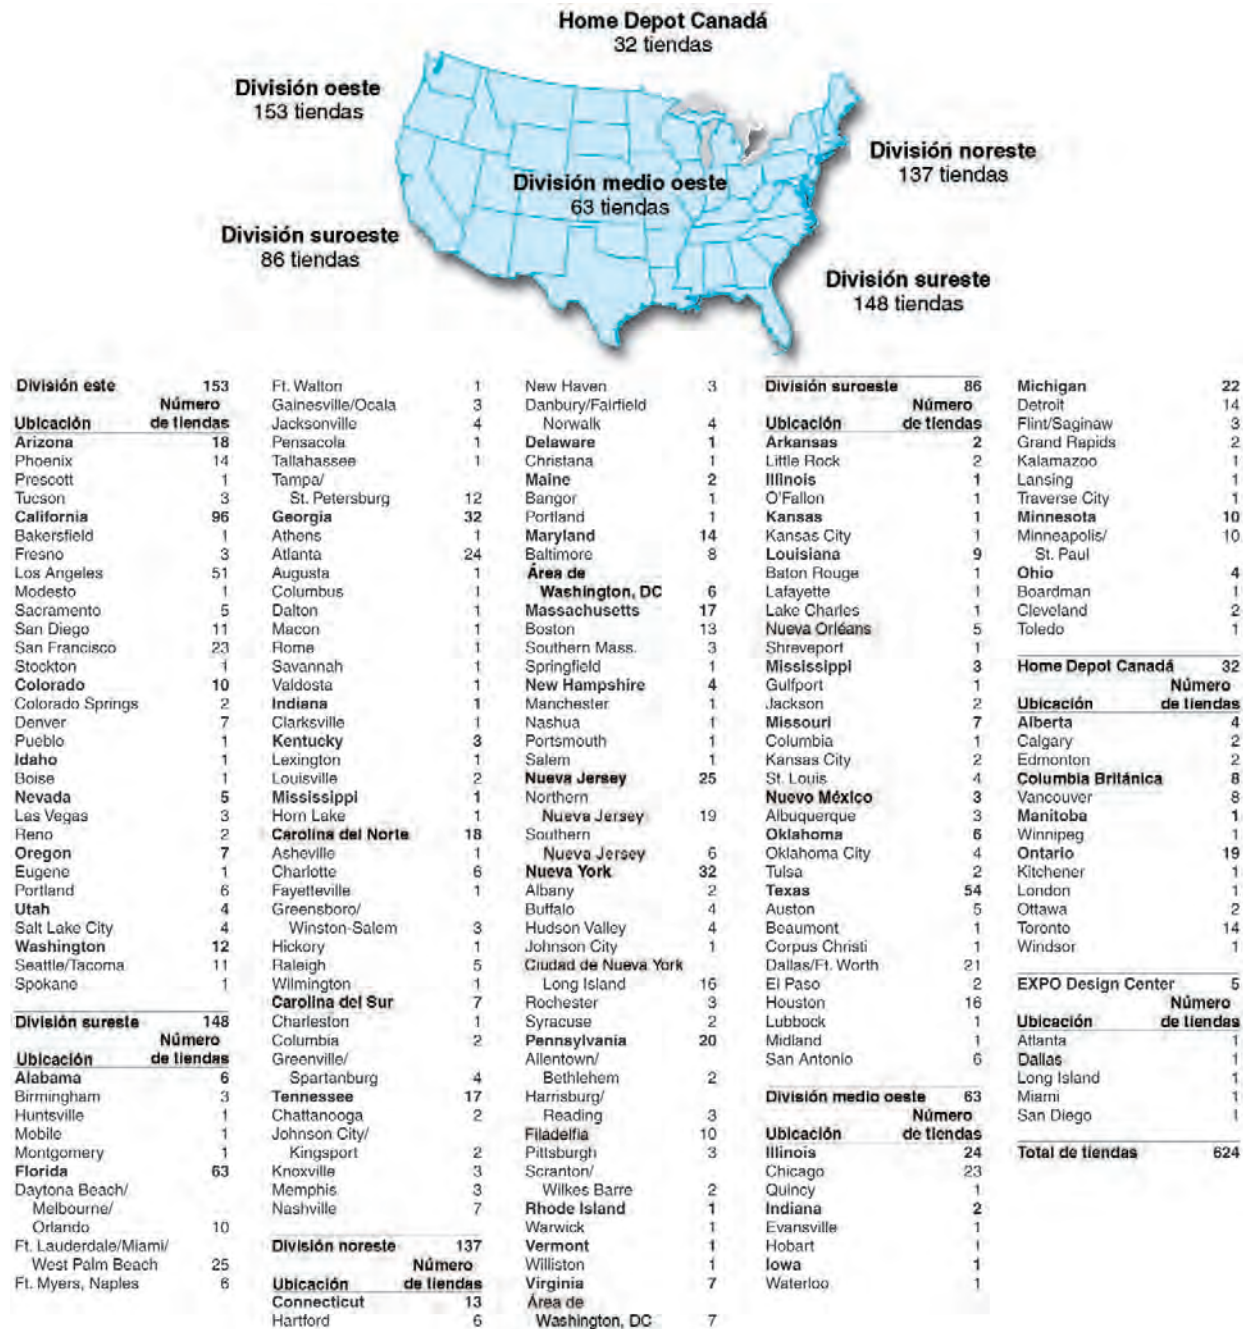 Home Depot Canadá
32 tiendas
División oeste
153 tiendas
División noreste
137 tiendas
División medio oeste
63 tiendas
División suroeste
86 tiendas
División sureste
148 tiendas
División este 153
Número
Ubicación de tiendas
Arizona 18
Phoenix 14
Prescott 1
Tucson 3
California 96
Bakersfield 1
Fresno 3
Los Angeles 51
Modesto 1
Sacramento 5
San Diego 11
San Francisco 23
Stockton 1
Colorado 10
Colorado Springs 2
Denver 7
Pueblo 1
Idaho 1
Boise 1
Nevada 5
Las Vegas 3
Reno 2
Oregon 7
Eugene 1
Portland 6
Utah 4
Salt Lake City 4
Washington 12
Seattle/Tacoma 11
Spokane 1
División sureste 148
Número
Ubicación de tiendas
Alabama 6
Birmingham 3
Huntsville 1
Mobile 1
Montgomery 1
Florida 63
Daytona Beach/
Melbourne/
Orlando 10
Ft. Lauderdale/Miami/
West Palm Beach 25
Ft. Myers, Naples 6
Ft. Walton 1
Gainesville/Ocala 3
Jacksonville 4
Pensacola 1
Tallahassee 1
Tampa/
St. Petersburg 12
Georgia 32
Athens 1
Atlanta 24
Augusta 1
Columbus 1
Dalton 1
Macon 1
Rome 1
Savannah 1
Valdosta 1
Indiana 1
Clarksville 1
Kentucky 3
Lexington 1
Louisville 2
Mississippi 1
Horn Lake 1
Carolina del Norte 18
Asheville 1
Charlotte 6
Fayetteville 1
Greensboro/
Winston-Salem 3
Hickory 1
Raleigh 5
Wilmington 1
Carolina del Sur 7
Charleston 1
Columbia 2
Greenville/
Spartanburg 4
Tennessee 17
Chattanooga 2
Johnson City/
Kingsport 2
Knoxville 3
Memphis 3
Nashville 7
División noreste 137
Número
Ubicación de tiendas
Connecticut 13
Hartford 6
New Haven 3
Danbury/Fairfield
Norwalk 4
Delaware 1
Christana 1
Maine 2
Bangor 1
Portland 1
Maryland 14
Baltimore 8
Área de
Washington, DC 6
Massachusetts 17
Boston 13
Southern Mass. 3
Springfield 1
New Hampshire 4
Manchester 1
Nashua 1
Portsmouth 1
Salem 1
Nueva Jersey 25
Northern
Nueva Jersey 19
Southern
Nueva Jersey 6
Nueva York 32
Albany 2
Buffalo 4
Hudson Valley 4
Johnson City 1
Ciudad de Nueva York
Long Island 16
Rochester 3
Syracuse 2
Pennsylvania 20
Allentown/
Bethlehem 2
Harrisburg/
Reading 3
Filadelfia 10
Pittsburgh 3
Scranton/
Wilkes Barre 2
Rhode Island 1
Warwick 1
Vermont 1
Williston 1
Virginia 7
Área de
Washington, DC 7
División suroeste 86
Número
Ubicación de tiendas
Arkansas 2
Little Rock 2
Illinois 1
O'Fallon 1
Kansas 1
Kansas City 1
Louisiana 9
Baton Rouge 1
Lafayette 1
Lake Charles 1
Nueva Orléans 5
Shreveport 1
Mississippi 3
Gulfport 1
Jackson 2
Missouri 7
Columbia 1
Kansas City 2
St. Louis 4
Nuevo México 3
Albuquerque 3
Oklahoma 6
Oklahoma City 4
Tulsa 2
Texas 54
Auston 5
Beaumont 1
Corpus Christi 1
Dallas/Ft. Worth 21
El Paso 2
Houston 16
Lubbock 1
Midland 1
San Antonio 6
División medio oeste 63
Número
Ubicación de tiendas
Illinois 24
Chicago 23
Quincy 1
Indiana 2
Evansville 1
Hobart 1
Iowa 1
Waterloo 1
Michigan 22
Detroit 14
Flint/Saginaw 3
Grand Rapids 2
Kalamazoo 1
Lansing 1
Traverse City 1
Minnesota 10
Minneapolis/ 10
St. Paul
Ohio 4
Boardman 1
Cleveland 2
Toledo 1
Home Depot Canadá 32
Número
Ubicación de tiendas
Alberta 4
Calgary 2
Edmonton 2
Columbia Británica 8
Vancouver 8
Manitoba 1
Winnipeg 1
Ontario 19
Kitchener 1
London 1
Ottawa 2
Toronto 14
Windsor 1
EXPO Design Center 5
Número
Ubicación de tiendas
Atlanta 1
Dallas 1
Long Island 1
Miami 1
San Diego 1
Total de tiendas 624